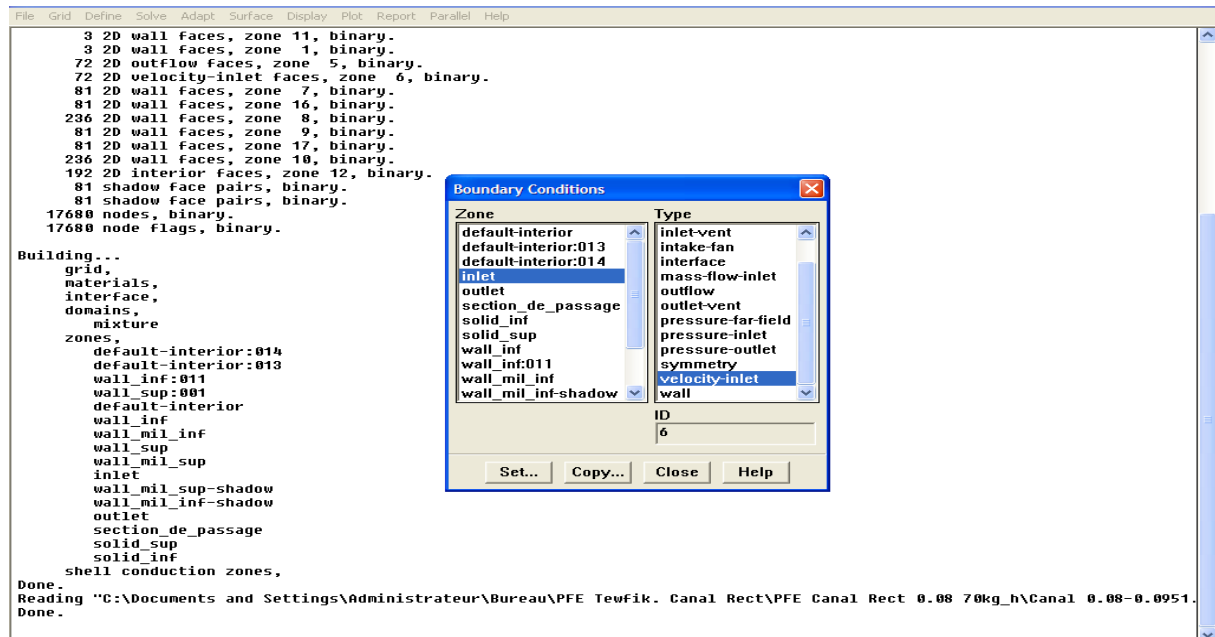 File Grid Define Solve Adapt Surface Display Plot Report Parallel Help
3 2D wall faces, zone 11, binary.
3 2D wall faces, zone 1, binary.
72 2D outflow faces, zone 5, binary.
72 2D velocity-inlet faces, zone 6, binary.
81 2D wall faces, zone 7, binary.
81 2D wall faces, zone 16, binary.
236 2D wall faces, zone 8, binary.
81 2D wall faces, zone 9, binary.
81 2D wall faces, zone 17, binary.
236 2D wall faces, zone 10, binary.
192 2D interior faces, zone 12, binary.
81 shadow face pairs, binary.
81 shadow face pairs, binary.
17680 nodes, binary.
17680 node flags, binary.
Building...
grid,
materials,
interface,
domains,
mixture
zones,
default-interior:014
default-interior:013
wall_inf:011
wall_sup:001
default-interior
wall_inf
wall_mil_inf
wall_sup
wall_mil_sup
inlet
wall_mil_sup-shadow
wall_mil_inf-shadow
outlet
section_de_passage
solid_sup
solid_inf
shell conduction zones,
Done.
Reading "C:\Documents and Settings\Administrateur\Bureau\PFE Tewfik. Canal Rect\PFE Canal Rect 0.08 70kg_h\Canal 0.08-0.0951.
Done.
Boundary Conditions
Zone
default-interior
default-interior:013
default-interior:014
inlet
outlet
section_de_passage
solid_inf
solid_sup
wall_inf
wall_inf:011
wall_mil_inf
wall_mil_inf-shadow
Type
inlet-vent
intake-fan
interface
mass-flow-inlet
outflow
outlet-vent
pressure-far-field
pressure-inlet
pressure-outlet
symmetry
velocity-inlet
wall
ID
6
Set... Copy... Close Help